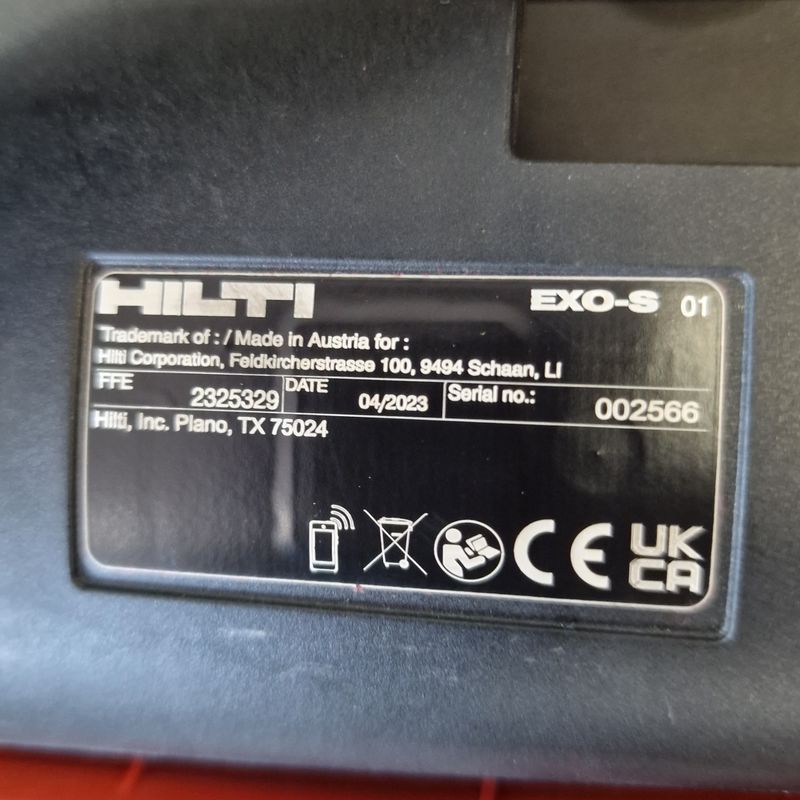 HILTI EXO-S 01
Trademark of : / Made in Austria for :
Hilti Corporation, Feldkircherstrasse 100, 9494 Schaan, LI
FFE 2325329 DATE 04/2023 Serial no.: 002566
Hilti, Inc. Plano, TX 75024
CE UK CA